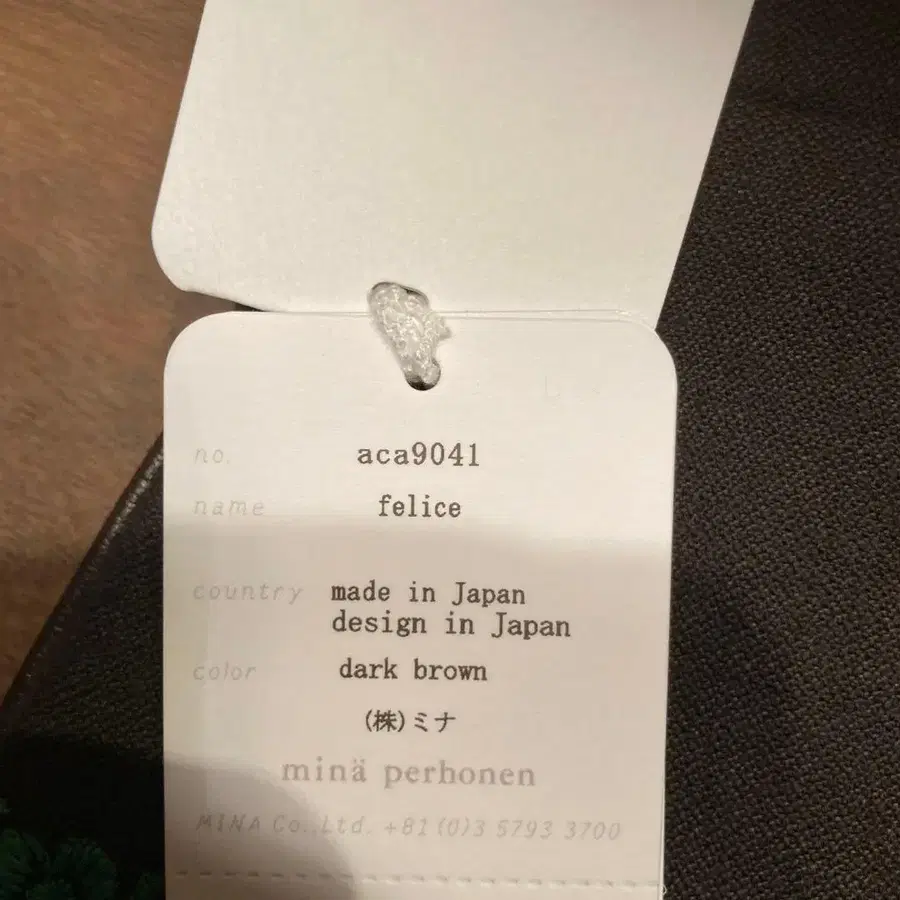 no. aca9041
name felice
country made in Japan
design in Japan
color dark brown
(株)ミナ
minä perhonen
MINA Co.,Ltd. +81(0)3 5793 3700